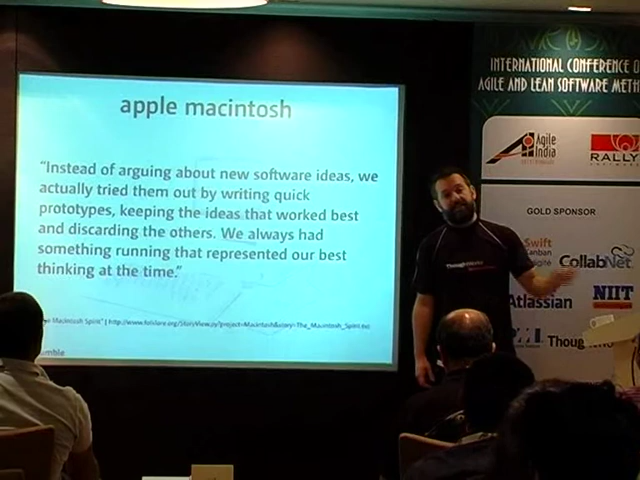 apple macintosh
"Instead of arguing about new software ideas, we
actually tried them out by writing quick
prototypes, keeping the ideas that worked best
and discarding the others. We always had
something running that represented our best
thinking at the time."
Macintosh Spirit" |
INTERNATIONAL CONFERENCE O
AGILE AND LEAN SOFTWARE METH
Agile
India
RALLY
GOLD SPONSOR
Swift
CollabNet
Atlassian
NIIT
Thoug
ThoughtWorks